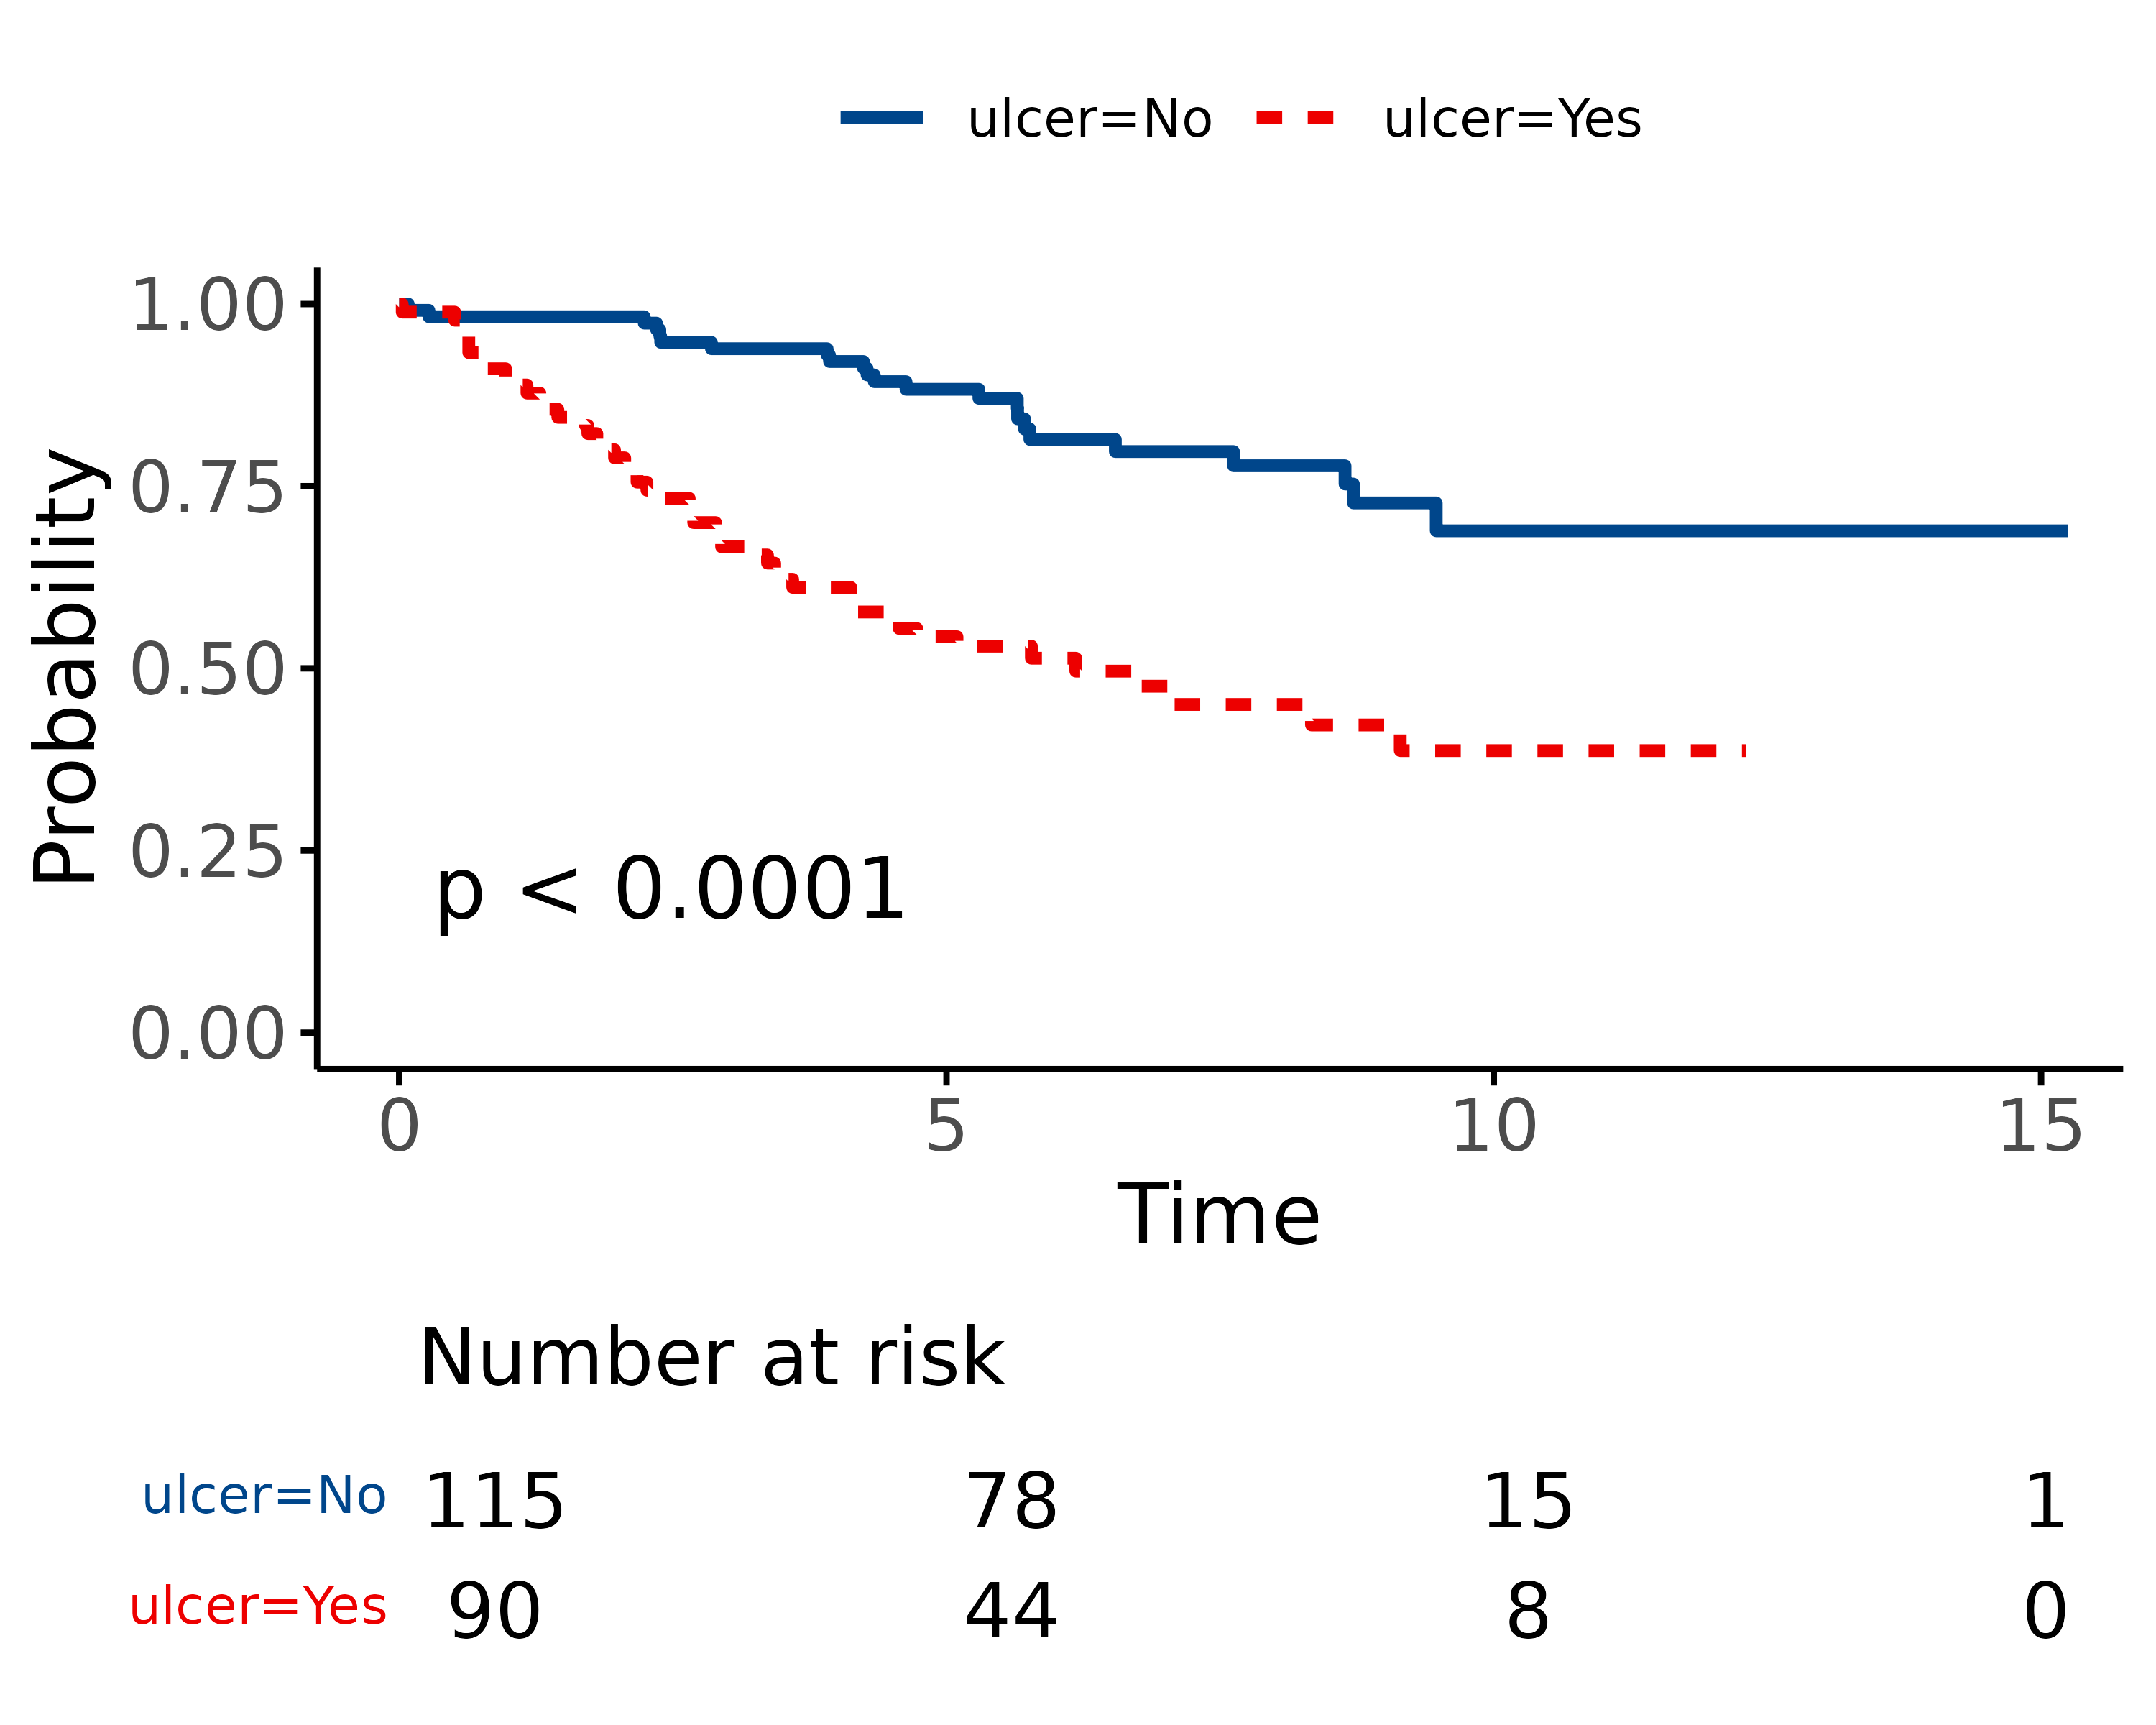 ulcer=No ulcer=Yes
Probability
1.00
0.75
0.50
0.25
0.00
p < 0.0001
0 5 10 15
Time
Number at risk
ulcer=No 115 78 15 1
ulcer=Yes 90 44 8 0